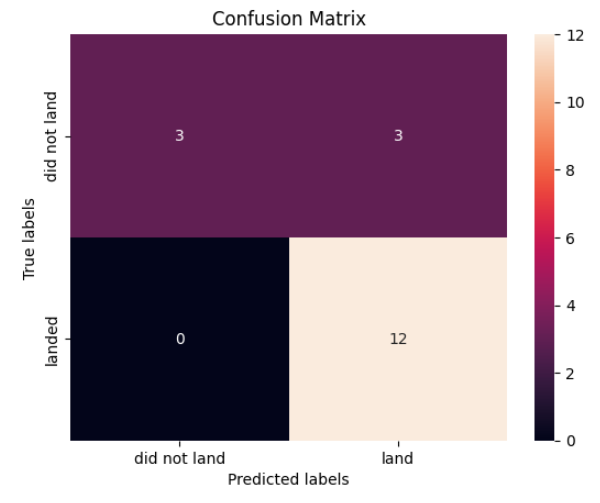 Confusion Matrix
True labels
did not land
3 3
landed
0 12
did not land land
Predicted labels
12
10
8
6
4
2
0